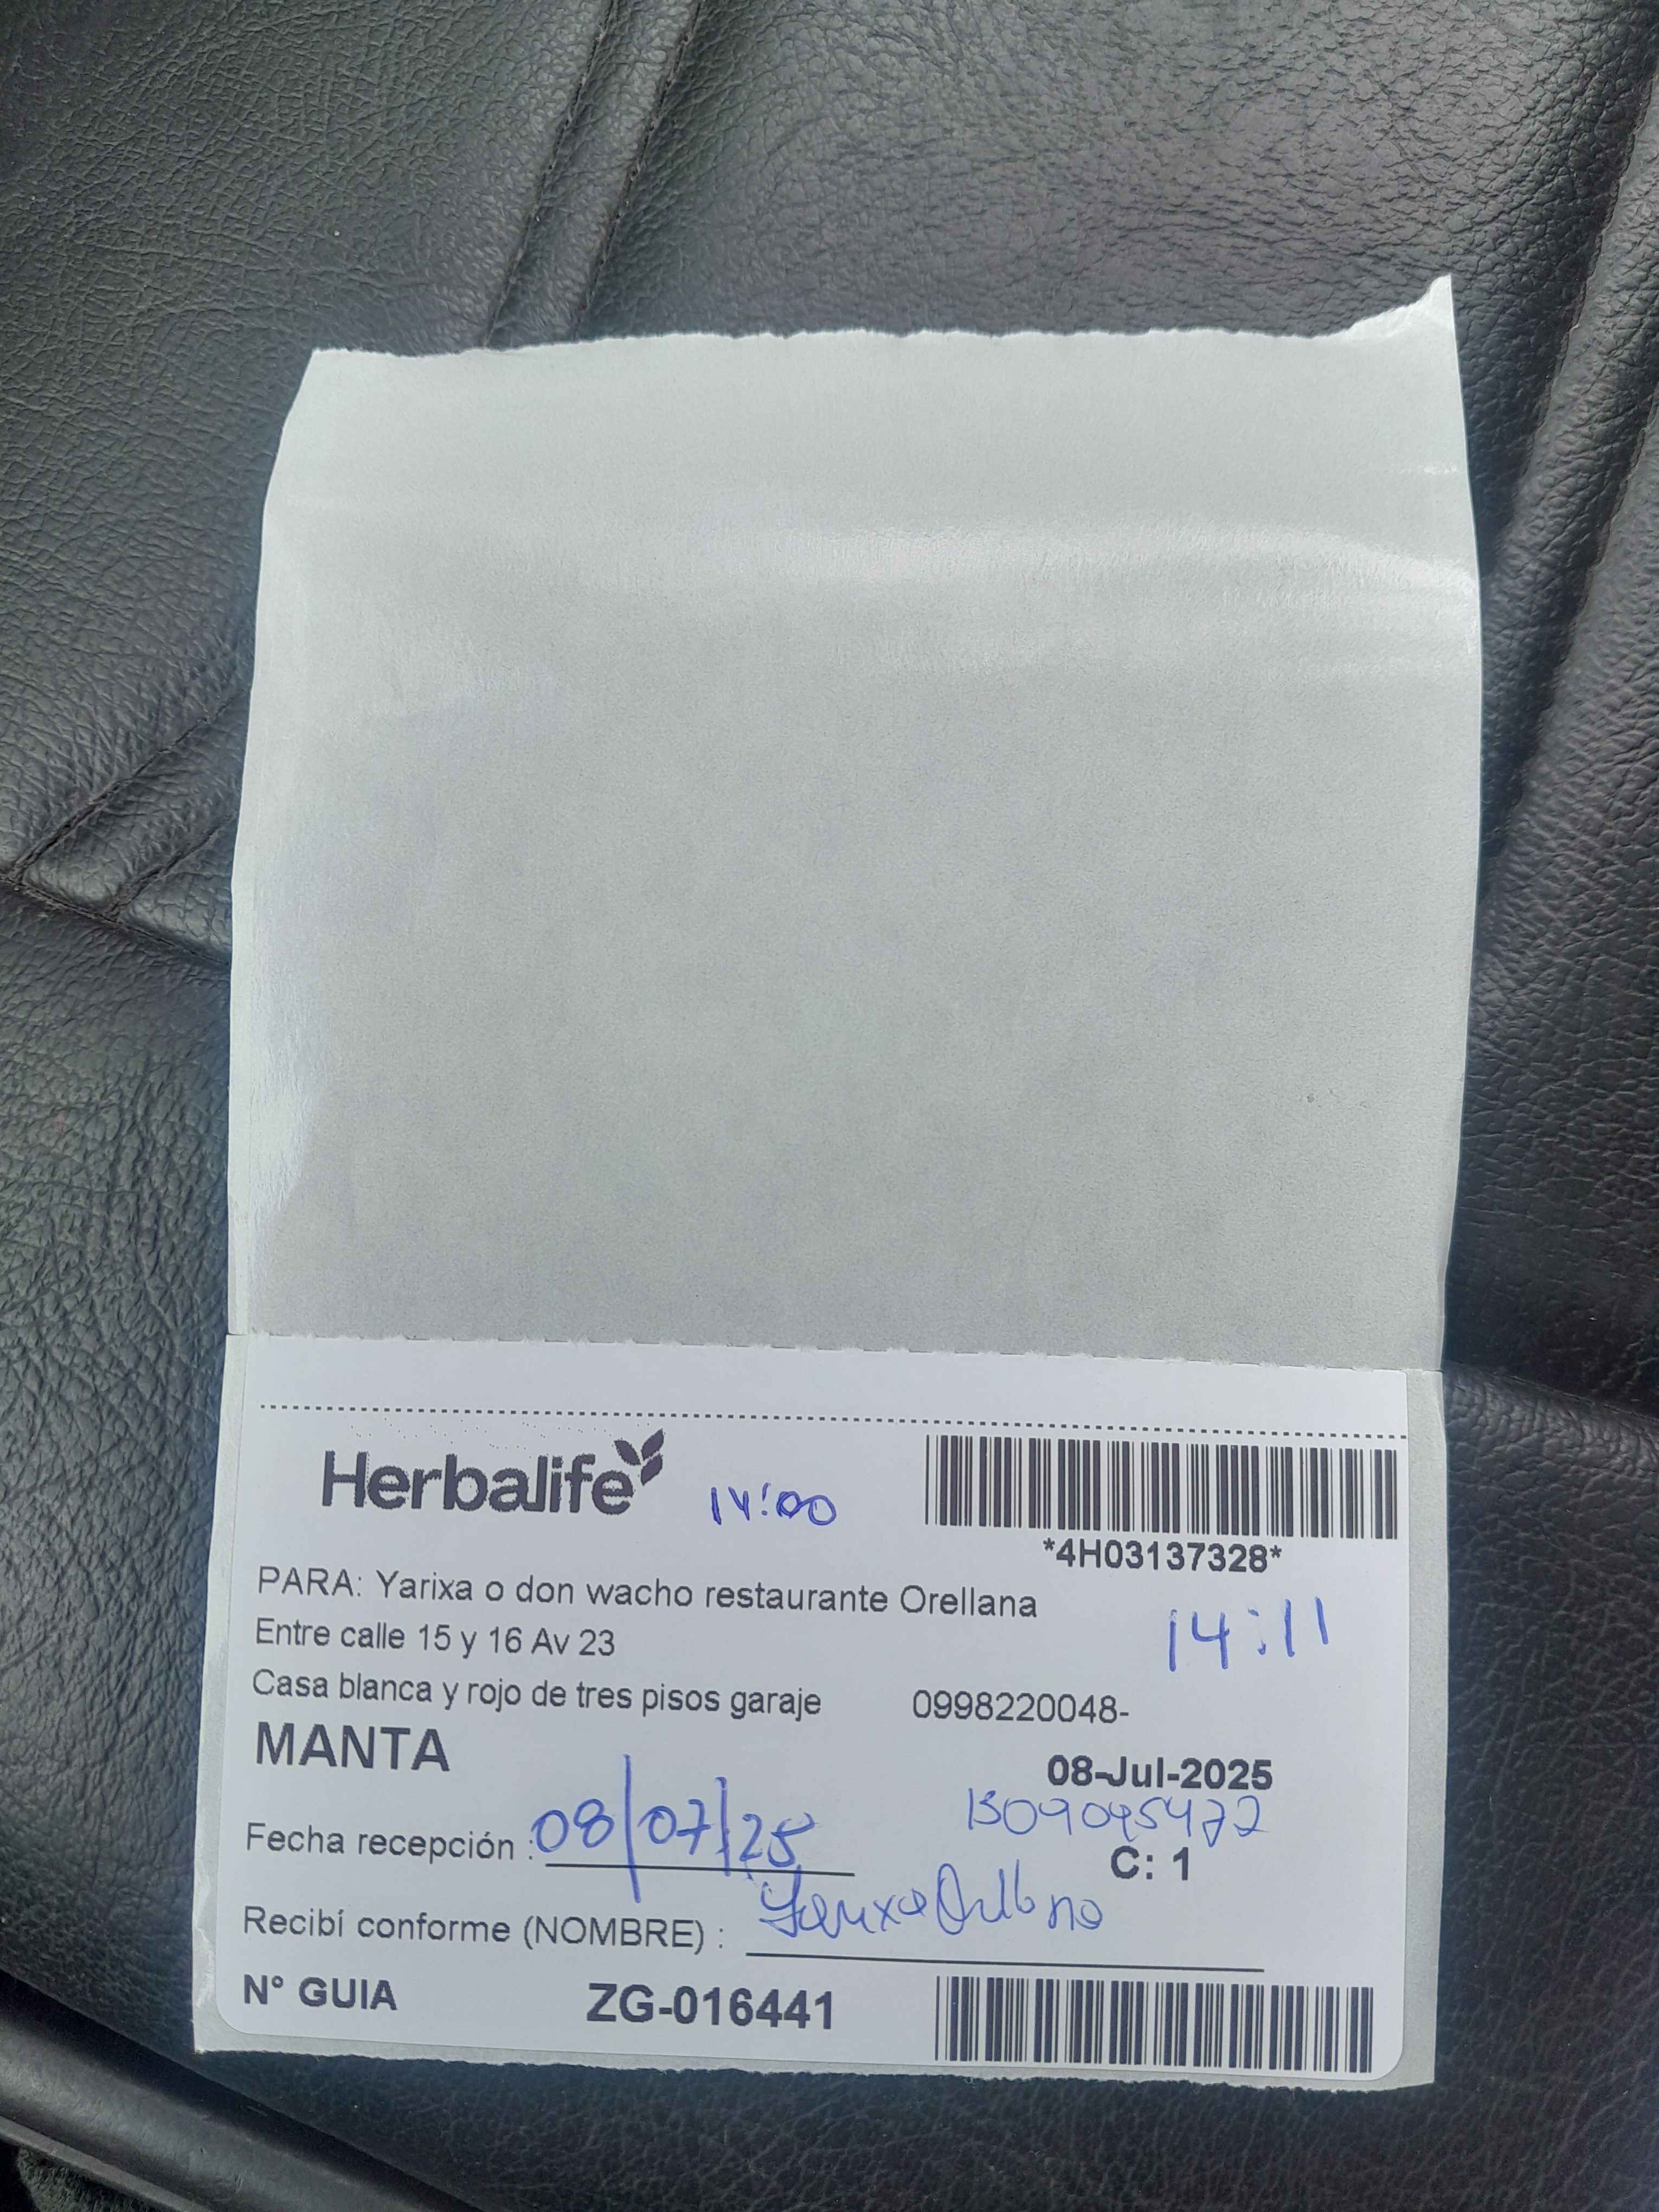 Herbalife
14:00
*4H03137328*
PARA: Yarixa o don wacho restaurante Orellana
14:11
Entre calle 15 y 16 Av 23
Casa blanca y rojo de tres pisos garaje 0998220048-
MANTA
08-Jul-2025
1309095472
Fecha recepción : 08/07/25
C: 1
Recibí conforme (NOMBRE) : Yarixa Orellana
N° GUIA ZG-016441